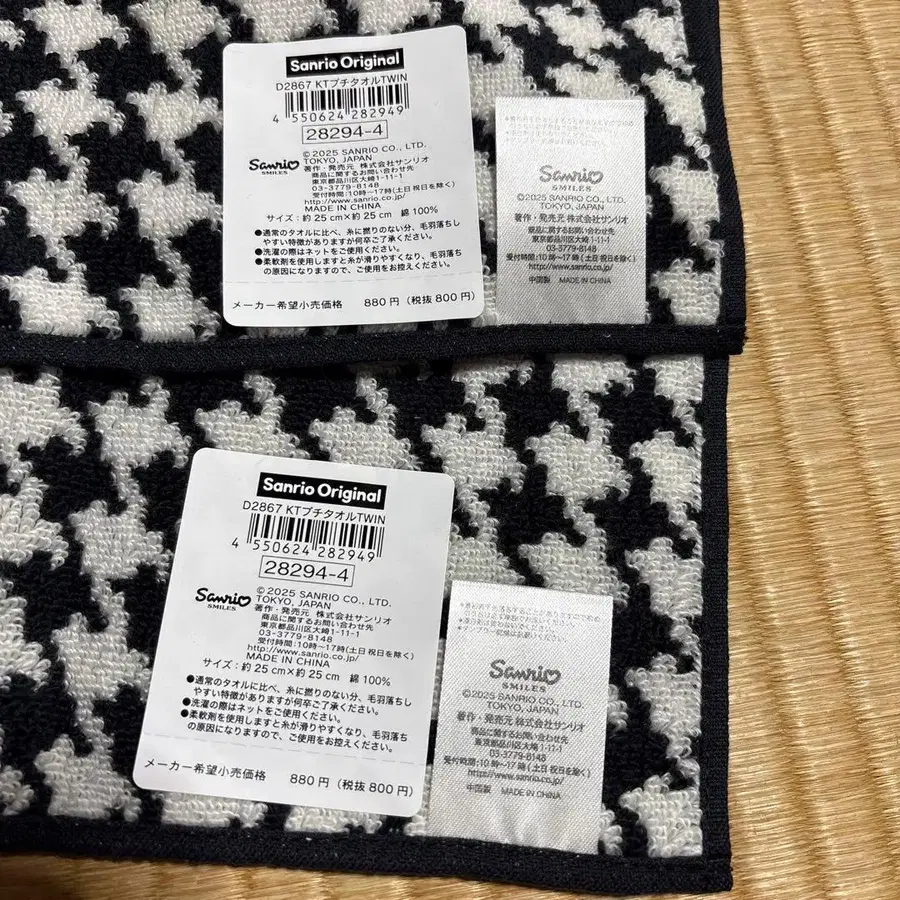 Sanrio Original
D2867 KTプチタオルTWIN
4 550624 282949
28294-4
Sanrio
SMILES
©2025 SANRIO CO., LTD.
TOKYO, JAPAN
著作・発売元 株式会社サンリオ
商品に関するお問い合わせ先
東京都品川区大崎1-11-1
03-3779-8148
受付時間:10時〜17時(土日祝日を除く)
http://www.sanrio.co.jp/
MADE IN CHINA
サイズ:約25cm×約25cm 綿100%
●通常のタオルに比べ、糸に撚りのない分、毛羽落ちし
やすい特徴がありますが何卒ご了承ください。
●洗濯の際はネットをご使用ください。
●柔軟剤を使用しますと糸が滑りやすくなり、毛羽落ち
の原因になりますので、ご使用をお控えください。
メーカー希望小売価格 880円(税抜800円)
Sanrio
SMILES
©2025 SANRIO CO., LTD.
TOKYO, JAPAN
著作・発売元 株式会社サンリオ
商品に関するお問い合わせ先
東京都品川区大崎1-11-1
03-3779-8148
受付時間:10時〜17時(土日祝日を除く)
http://www.sanrio.co.jp/
中国製 MADE IN CHINA
Sanrio Original
D2867 KTプチタオルTWIN
4 550624 282949
28294-4
Sanrio
SMILES
©2025 SANRIO CO., LTD.
TOKYO, JAPAN
著作・発売元 株式会社サンリオ
商品に関するお問い合わせ先
東京都品川区大崎1-11-1
03-3779-8148
受付時間:10時〜17時(土日祝日を除く)
http://www.sanrio.co.jp/
MADE IN CHINA
サイズ:約25cm×約25cm 綿100%
●通常のタオルに比べ、糸に撚りのない分、毛羽落ちし
やすい特徴がありますが何卒ご了承ください。
●洗濯の際はネットをご使用ください。
●柔軟剤を使用しますと糸が滑りやすくなり、毛羽落ち
の原因になりますので、ご使用をお控えください。
メーカー希望小売価格 880円(税抜800円)
Sanrio
SMILES
©2025 SANRIO CO., LTD.
TOKYO, JAPAN
著作・発売元 株式会社サンリオ
商品に関するお問い合わせ先
東京都品川区大崎1-11-1
03-3779-8148
受付時間:10時〜17時(土日祝日を除く)
http://www.sanrio.co.jp/
中国製 MADE IN CHINA